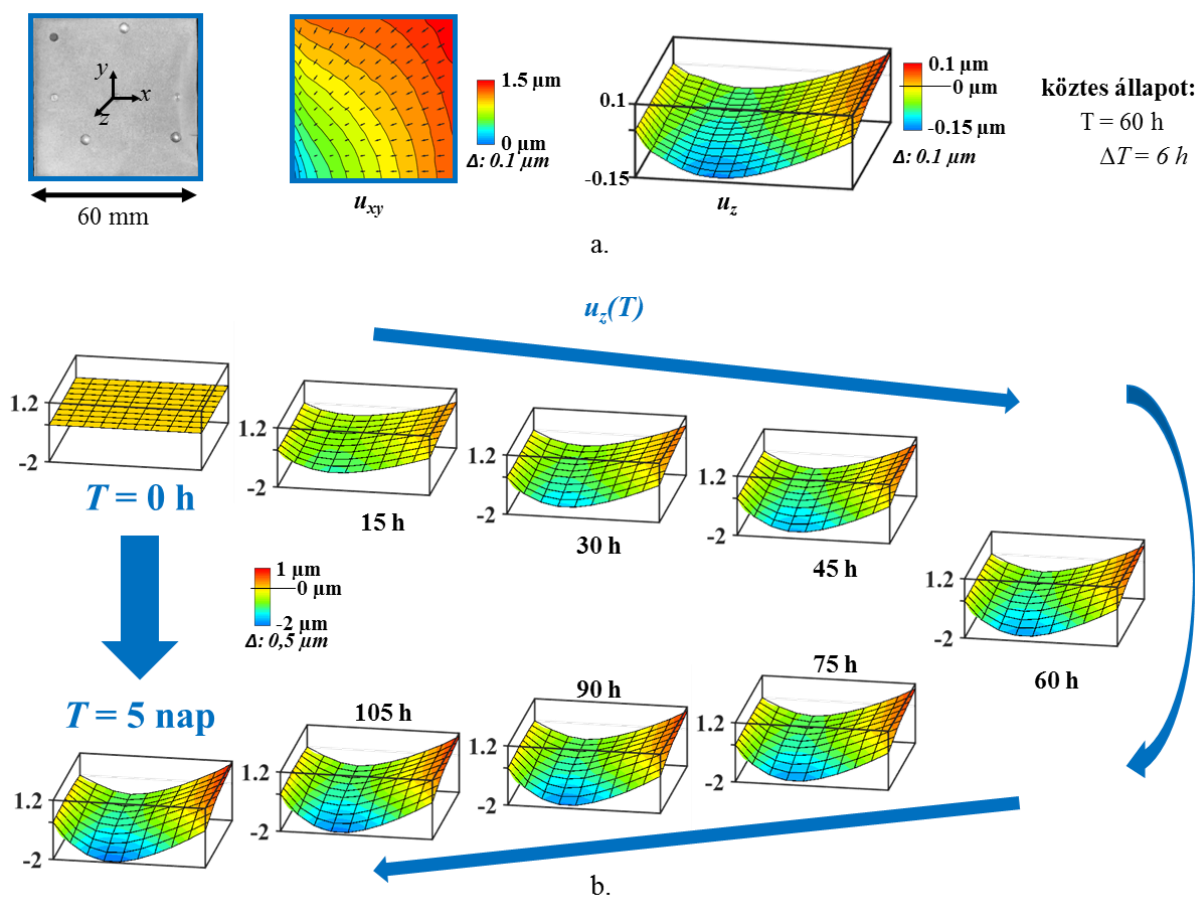 y
x
z
60 mm
1.5 µm
0 µm
Δ: 0.1 µm
u_xy
0.1
-0.15
u_z
0.1 µm
0 µm
-0.15 µm
Δ: 0.1 µm
köztes állapot:
T = 60 h
ΔT = 6 h
a.
u_z(T)
1.2
-2
T = 0 h
1.2
-2
15 h
1.2
-2
30 h
1.2
-2
45 h
1.2
-2
60 h
1 µm
0 µm
-2 µm
Δ: 0,5 µm
75 h
1.2
-2
90 h
1.2
-2
105 h
1.2
-2
T = 5 nap
1.2
-2
b.